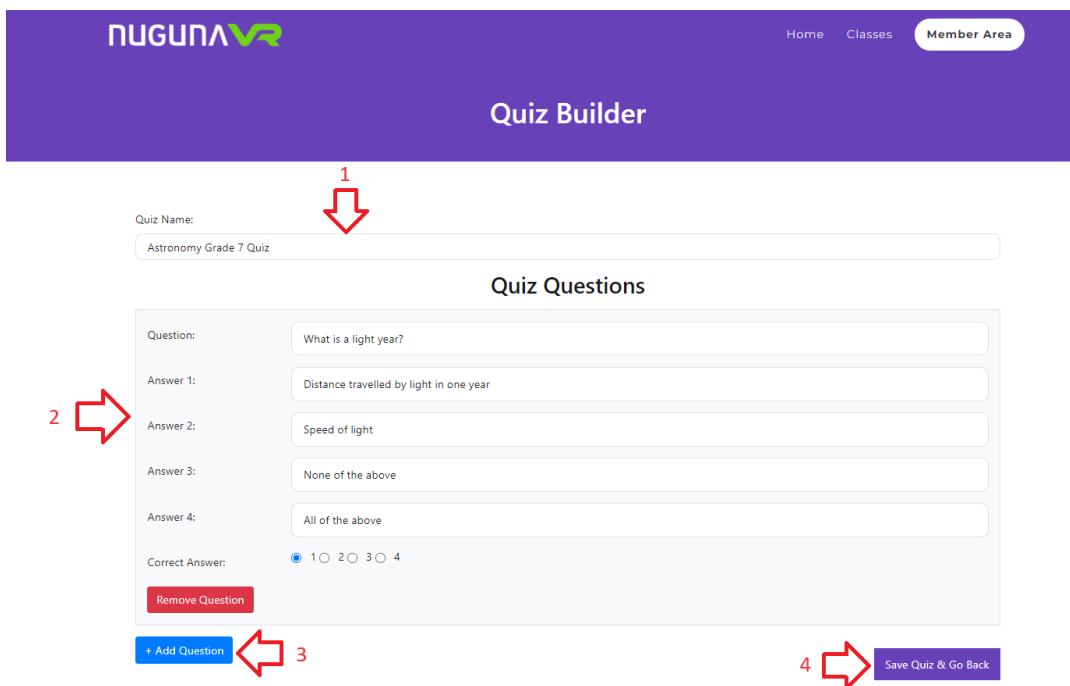 NUGUNAVR
Home Classes Member Area
Quiz Builder
1
Quiz Name:
Astronomy Grade 7 Quiz
Quiz Questions
Question: What is a light year?
Answer 1: Distance travelled by light in one year
2
Answer 2: Speed of light
Answer 3: None of the above
Answer 4: All of the above
Correct Answer: 1 2 3 4
Remove Question
+ Add Question 3
4 Save Quiz & Go Back